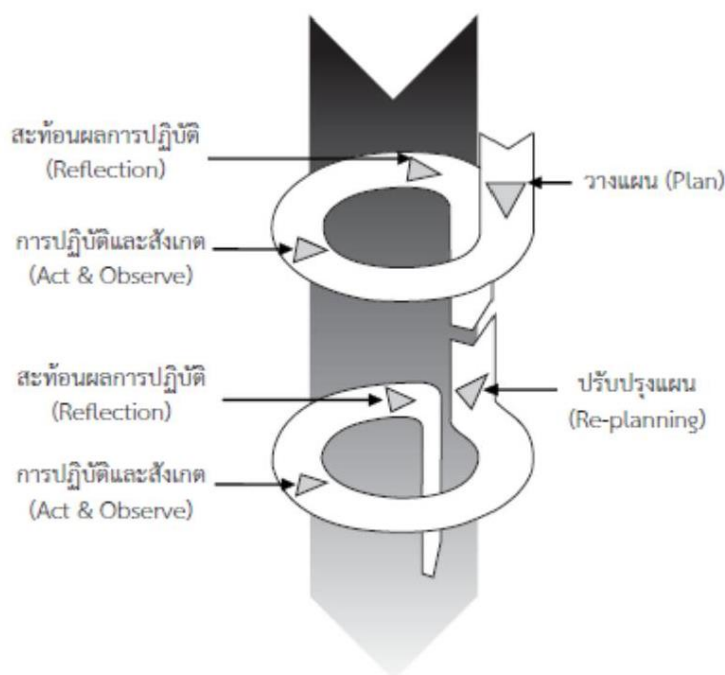 สะท้อนผลการปฏิบัติ
(Reflection)
วางแผน (Plan)
การปฏิบัติและสังเกต
(Act & Observe)
สะท้อนผลการปฏิบัติ
(Reflection)
ปรับปรุงแผน
(Re-planning)
การปฏิบัติและสังเกต
(Act & Observe)